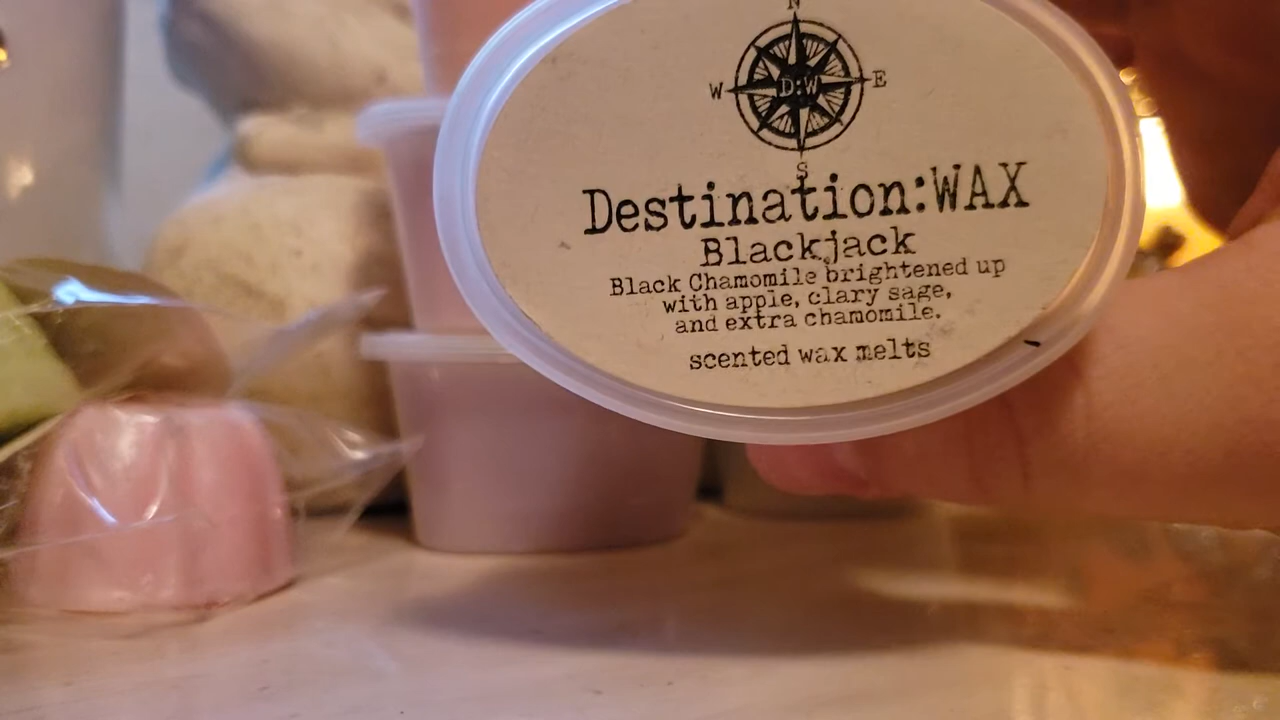 N
W D:W E
S
Destination:WAX
Blackjack
Black Chamomile brightened up
with apple, clary sage,
and extra chamomile.
scented wax melts